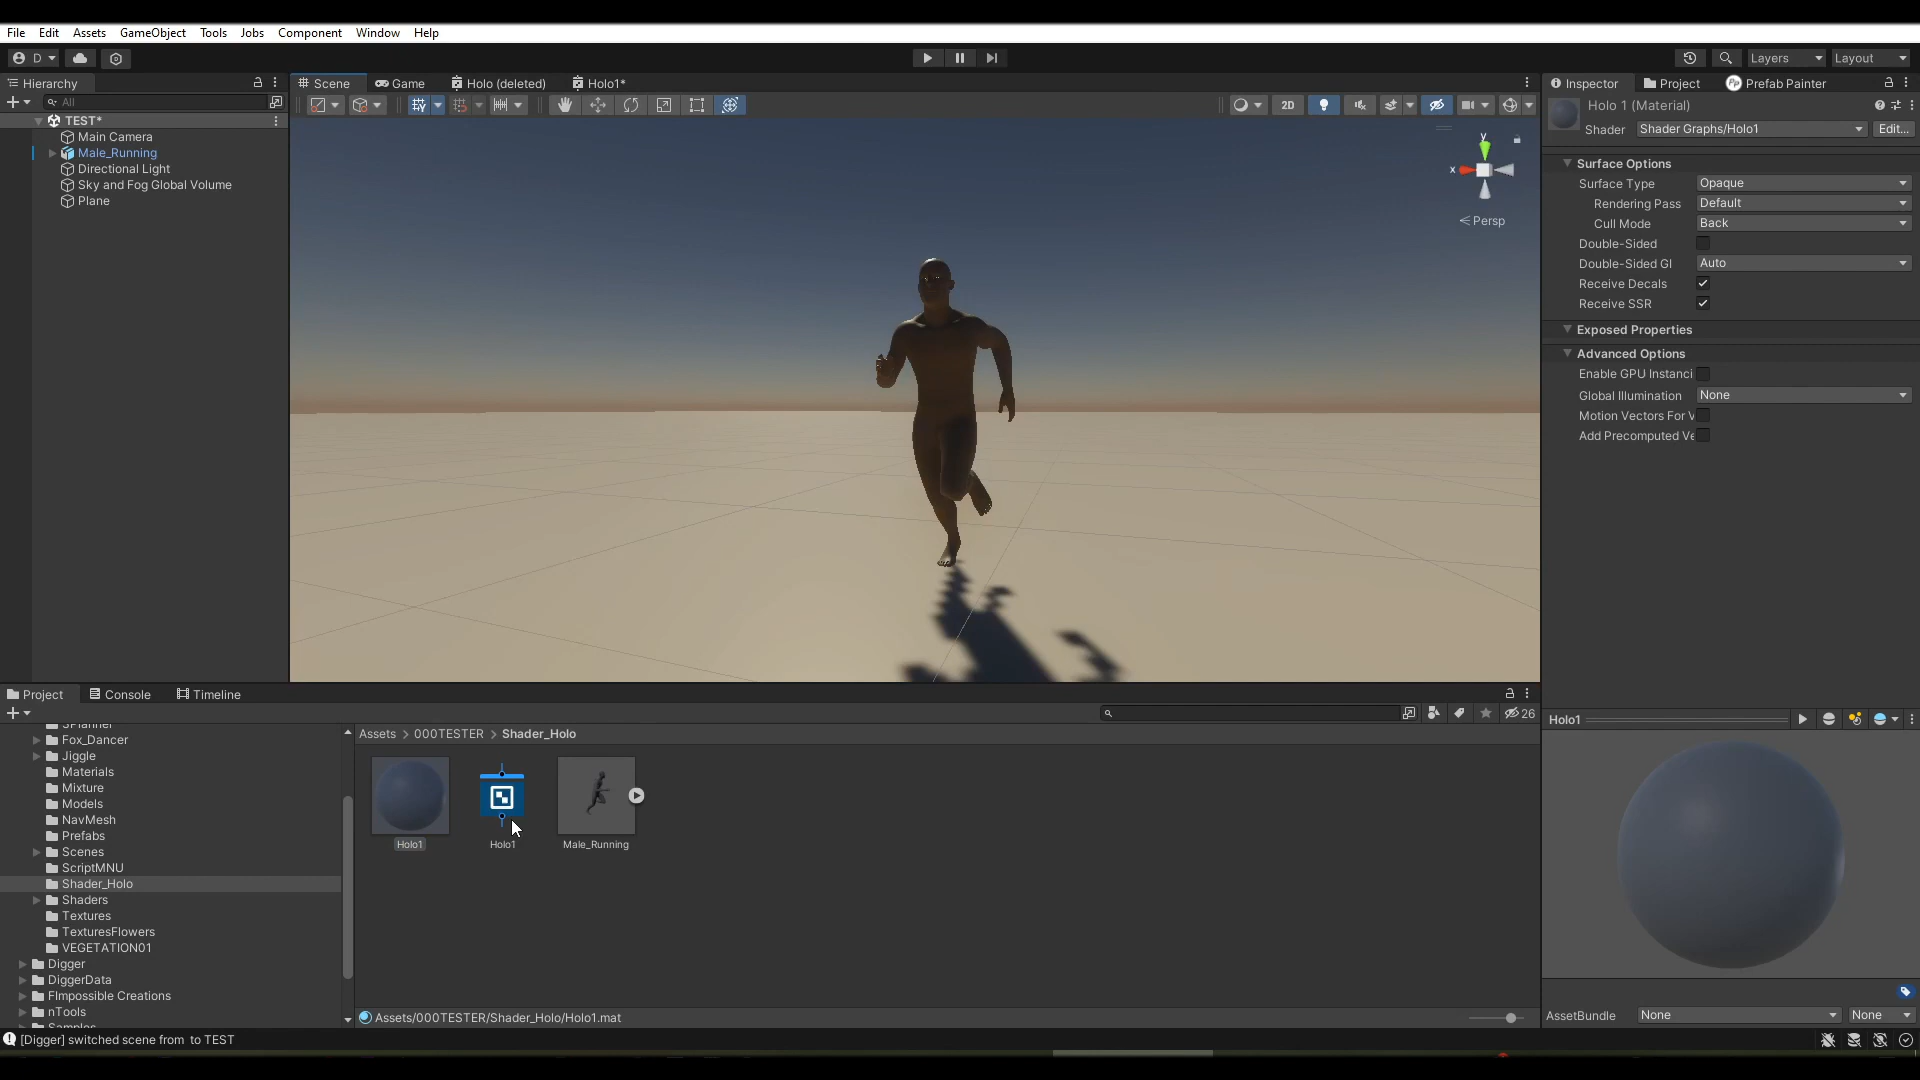 File Edit Assets GameObject Tools Jobs Component Window Help
D Layers Layout
Hierarchy
All
TEST*
Main Camera
Male_Running
Directional Light
Sky and Fog Global Volume
Plane
Scene Game Holo (deleted) Holo1*
2D
y
x
Persp
Inspector Project Pp Prefab Painter
Holo 1 (Material)
Shader Shader Graphs/Holo1 Edit...
Surface Options
Surface Type Opaque
Rendering Pass Default
Cull Mode Back
Double-Sided
Double-Sided GI Auto
Receive Decals
Receive SSR
Exposed Properties
Advanced Options
Enable GPU Instanci
Global Illumination None
Motion Vectors For V
Add Precomputed Ve
Project Console Timeline
26
Fox_Dancer
Jiggle
Materials
Mixture
Models
NavMesh
Prefabs
Scenes
ScriptMNU
Shader_Holo
Shaders
Textures
TexturesFlowers
VEGETATION01
Digger
DiggerData
FImpossible Creations
nTools
Assets > 000TESTER > Shader_Holo
Holo1 Holo1 Male_Running
Assets/000TESTER/Shader_Holo/Holo1.mat
Holo1
AssetBundle None None
[Digger] switched scene from to TEST